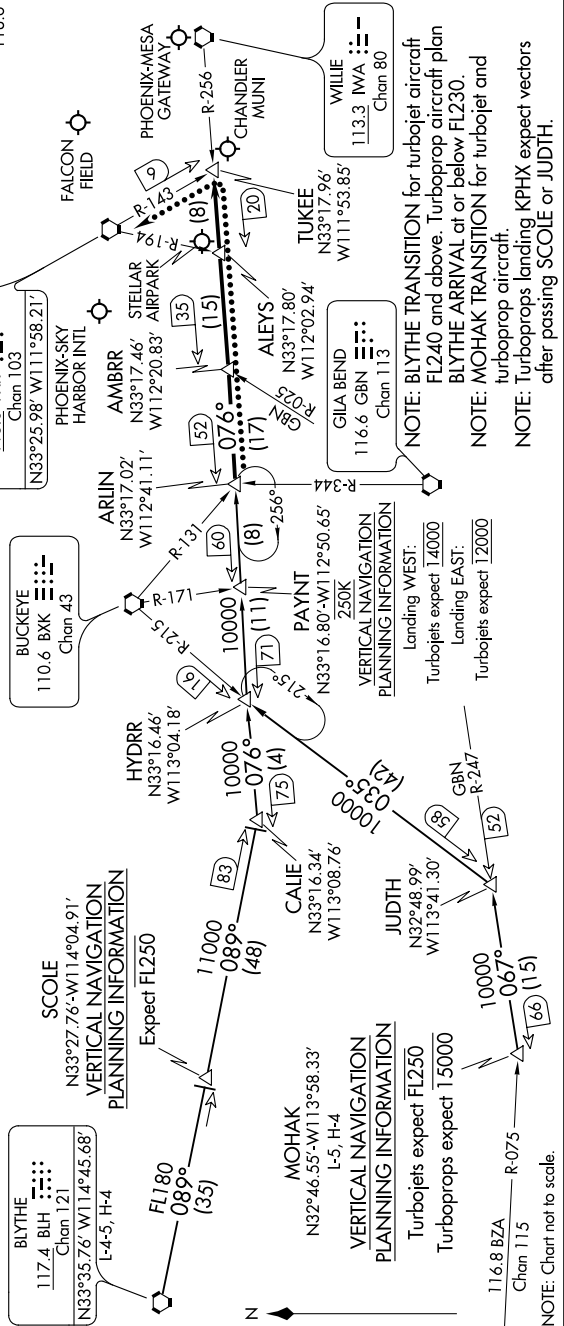 BLYTHE
117.4 BLH
Chan 121
N33°35.76' W114°45.68'
L-4-5, H-4
FL180
089°
(35)
SCOLE
N33°27.76'-W114°04.91'
VERTICAL NAVIGATION
PLANNING INFORMATION
Expect FL250
11000
089°
(48)
83
CALIE
N33°16.34'
W113°08.76'
75
10000
076°
(4)
HYDRR
N33°16.46'
W113°04.18'
16
R-215
71
215°
BUCKEYE
110.6 BXK
Chan 43
R-171
R-131
10000
(11)
60
PAYNT
N33°16.80'-W112°50.65'
250K
VERTICAL NAVIGATION
PLANNING INFORMATION
Landing WEST:
Turbojets expect 14000
Landing EAST:
Turbojets expect 12000
(8)
256°
ARLIN
N33°17.02'
W112°41.11'
52
076°
(17)
R-344
GILA BEND
116.6 GBN
Chan 113
GBN
R-025
AMBRR
N33°17.46'
W112°20.83'
35
(15)
ALEYS
N33°17.80'
W112°02.94'
20
(8)
TUKEE
N33°17.96'
W111°53.85'
STELLAR
AIRPARK
R-194
R-143
9
Chan 103
N33°25.98' W111°58.21'
PHOENIX-SKY
HARBOR INTL
FALCON
FIELD
PHOENIX-MESA
GATEWAY
R-256
CHANDLER
MUNI
WILLIE
113.3 IWA
Chan 80
MOHAK
N32°46.55'-W113°58.33'
L-5, H-4
VERTICAL NAVIGATION
PLANNING INFORMATION
Turbojets expect FL250
Turboprops expect 15000
116.8 BZA
Chan 115
R-075
66
10000
067°
(15)
JUDTH
N32°48.99'
W113°41.30'
58
52
GBN
R-247
10000
035°
(42)
N
NOTE: BLYTHE TRANSITION for turbojet aircraft
FL240 and above. Turboprop aircraft plan
BLYTHE ARRIVAL at or below FL230.
NOTE: MOHAK TRANSITION for turbojet and
turboprop aircraft.
NOTE: Turboprops landing KPHX expect vectors
after passing SCOLE or JUDTH.
NOTE: Chart not to scale.